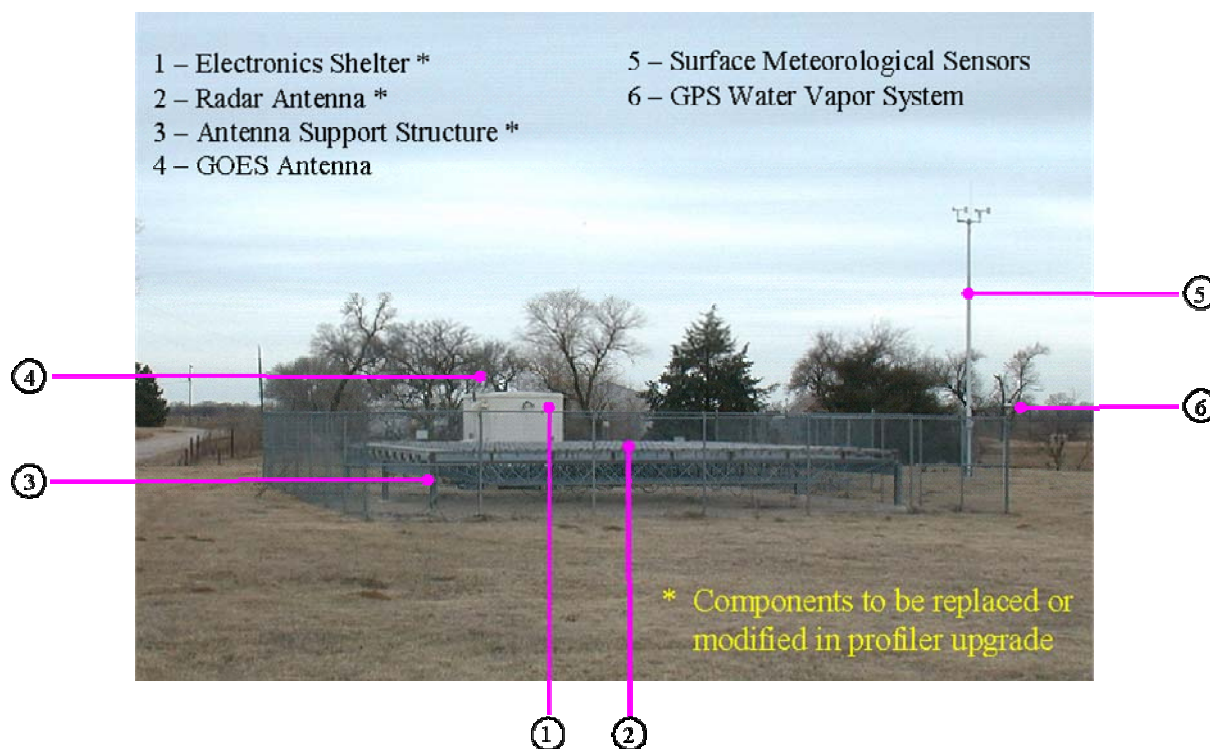 1 – Electronics Shelter *
2 – Radar Antenna *
3 – Antenna Support Structure *
4 – GOES Antenna
5 – Surface Meteorological Sensors
6 – GPS Water Vapor System
5
4
6
3
* Components to be replaced or
modified in profiler upgrade
1
2